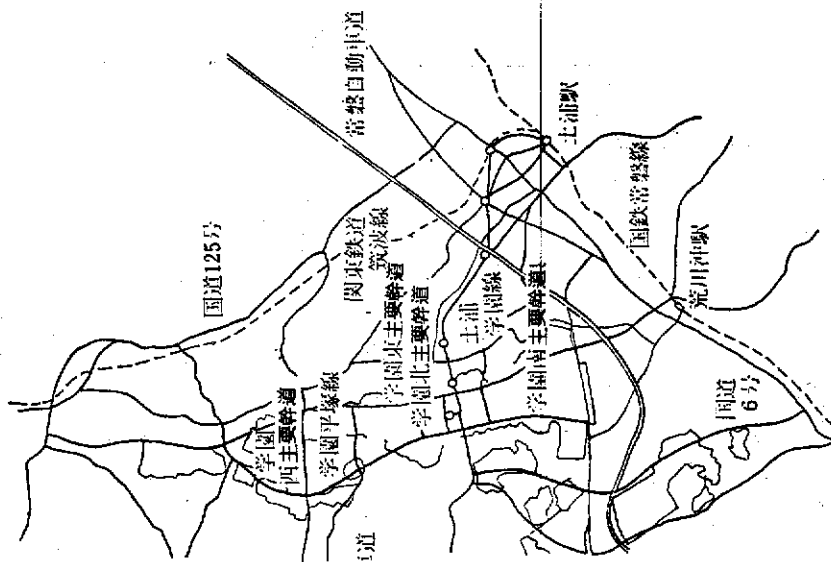 常磐自動車道
国道125号
関東鉄道
筑波線
土浦駅
国鉄常磐線
荒川沖駅
学園東主要幹道
学園北主要幹道
土浦
学園線
学園南主要幹道
学園
西主要幹道
学園平塚線
国道
6号